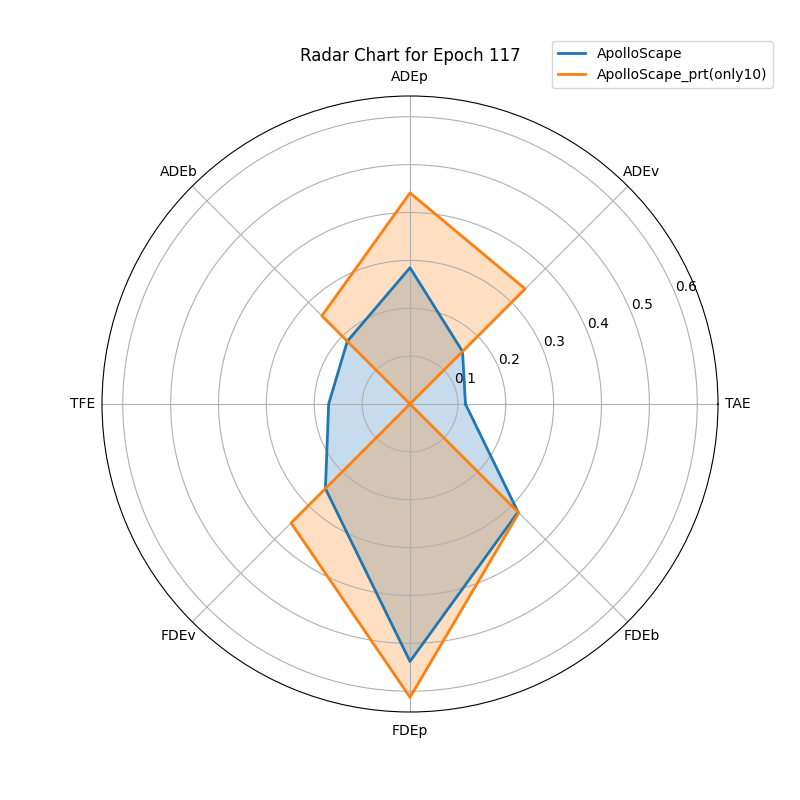 Radar Chart for Epoch 117
ApolloScape
ApolloScape_prt(only10)
ADEp
ADEb
ADEv
0.6
0.5
0.4
0.3
0.2
0.1
TFE
TAE
FDEv
FDEb
FDEp